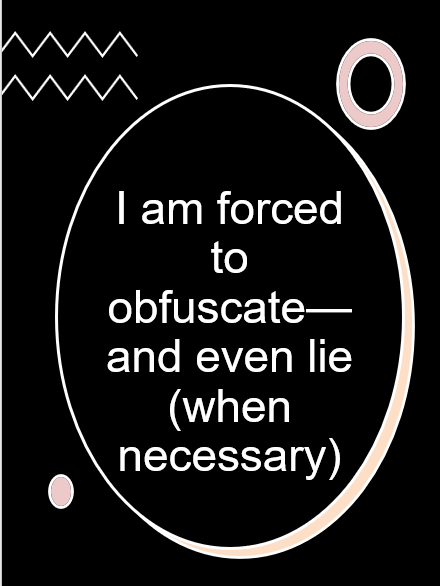 I am forced
to
obfuscate—
and even lie
(when
necessary)